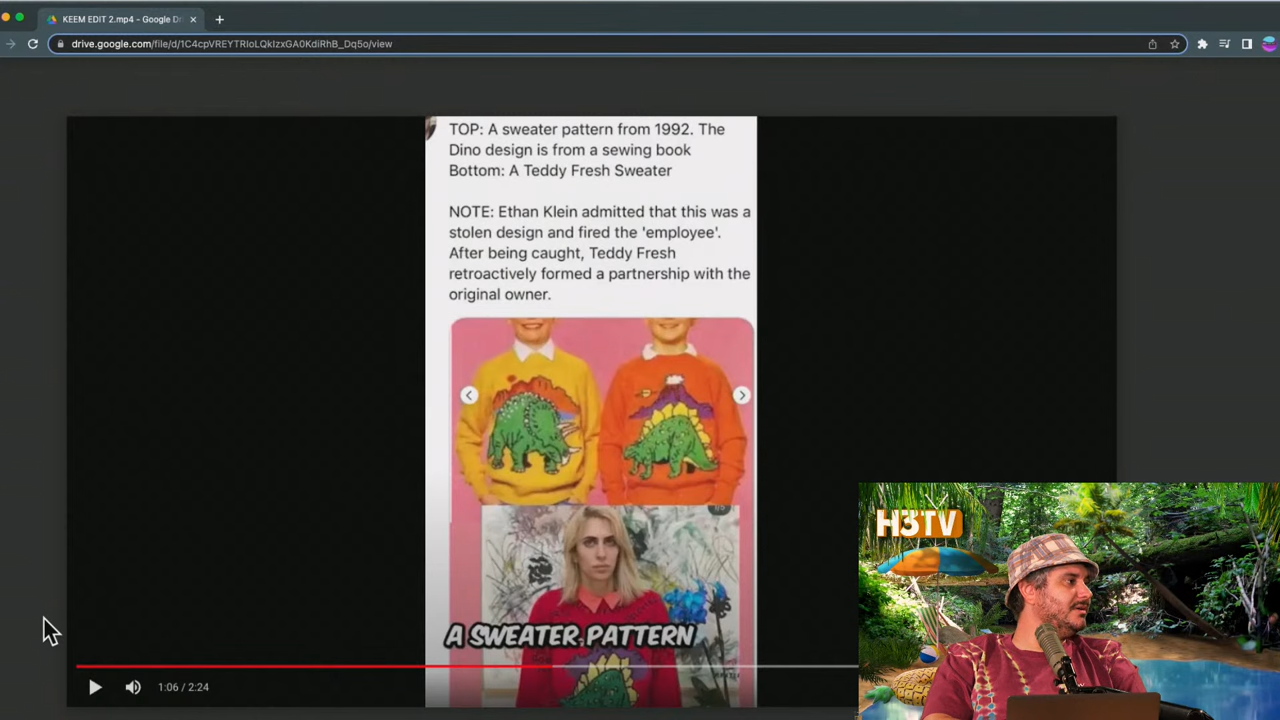 KEEM EDIT 2.mp4 - Google Dr
drive.google.com/file/d/1C4cpVREYTRIoLQkIzxGA0KdiRhB_Dq5o/view
TOP: A sweater pattern from 1992. The
Dino design is from a sewing book
Bottom: A Teddy Fresh Sweater
NOTE: Ethan Klein admitted that this was a
stolen design and fired the 'employee'.
After being caught, Teddy Fresh
retroactively formed a partnership with the
original owner.
1/5
A SWEATER PATTERN
H3TV
1:06 / 2:24